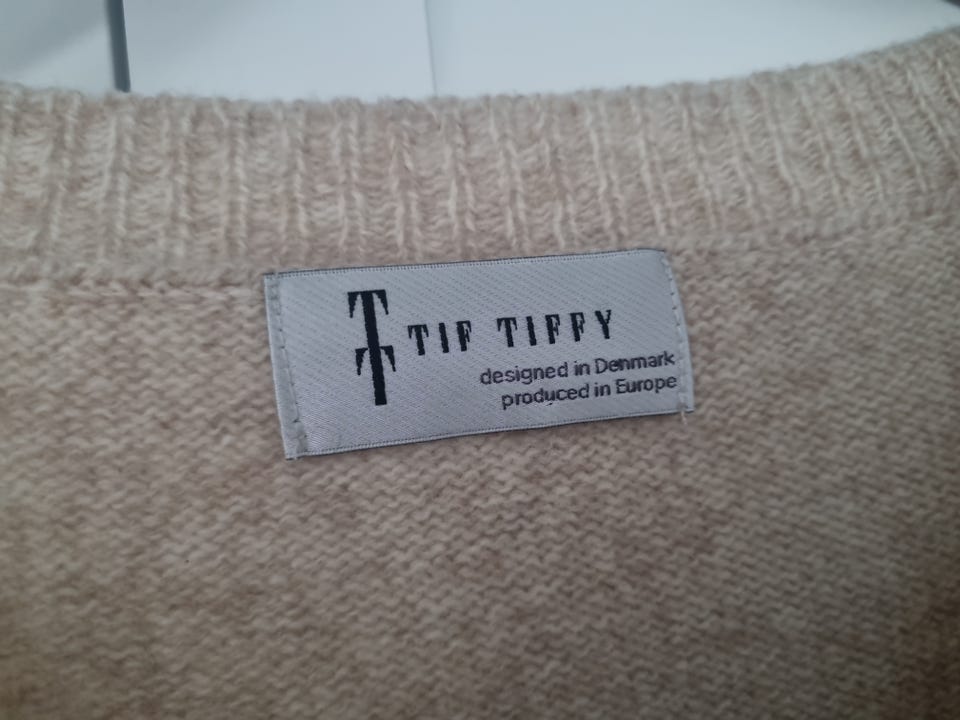 TIF TIFFY
designed in Denmark
produced in Europe